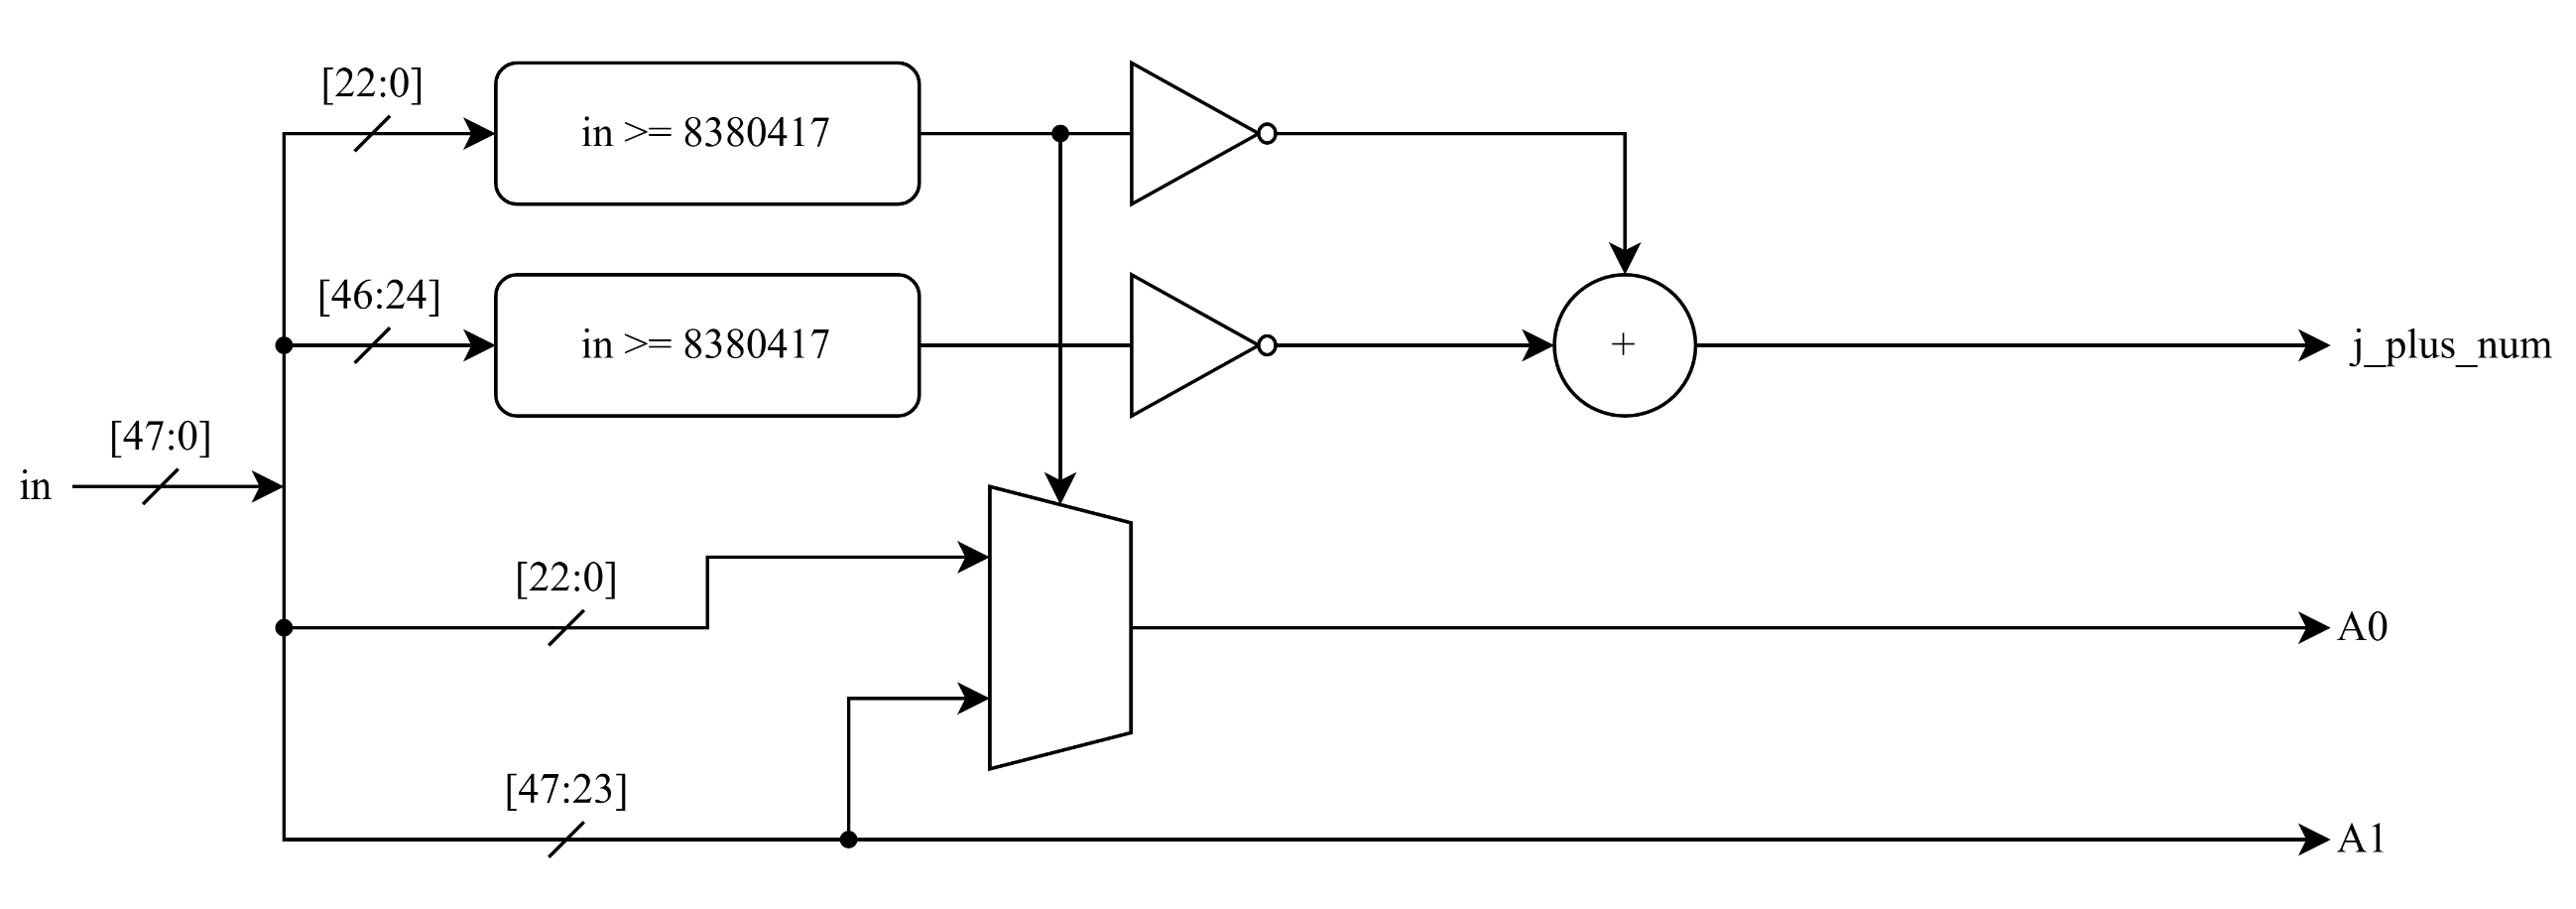 [22:0]
in >= 8380417
[46:24]
in >= 8380417
+
j_plus_num
[47:0]
in
[22:0]
A0
[47:23]
A1